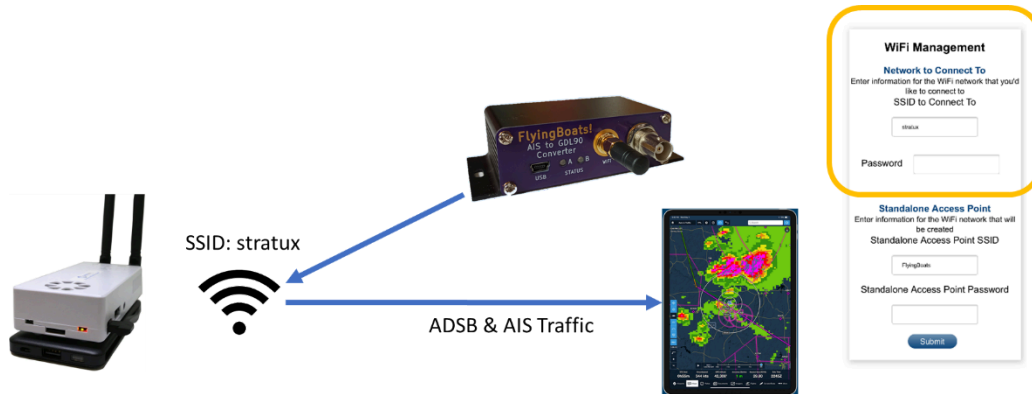 FlyingBoats!
AIS to GDL90
Converter
USB
A
B
STATUS
WiFi
SSID: stratux
ADSB & AIS Traffic
WiFi Management
Network to Connect To
Enter information for the WiFi network that you'd
like to connect to
SSID to Connect To
stratux
Password
Standalone Access Point
Enter information for the WiFi network that will
be created
Standalone Access Point SSID
FlyingBoats
Standalone Access Point Password
Submit